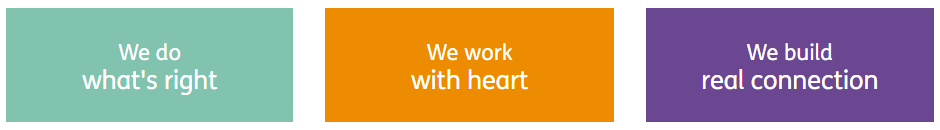 We do
what's right
We work
with heart
We build
real connection